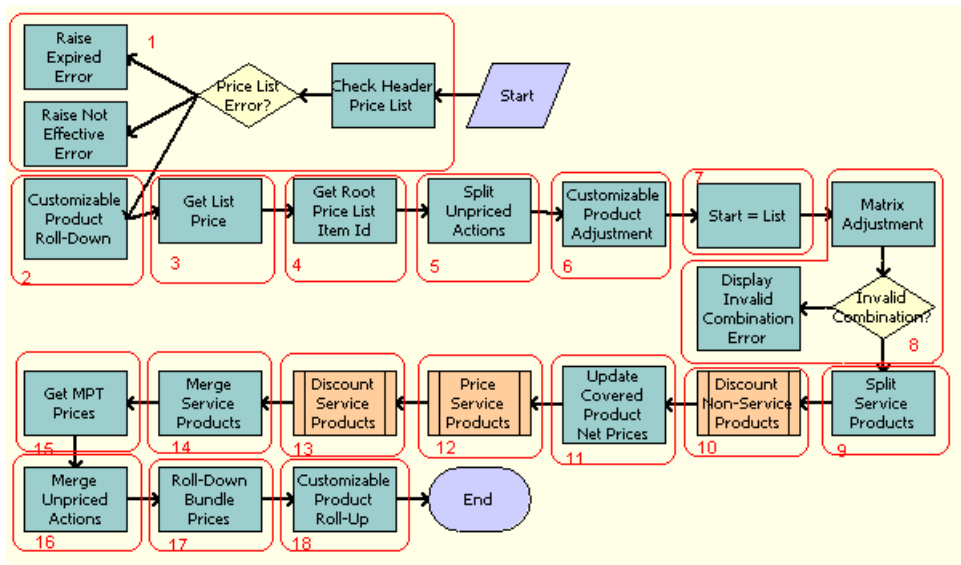 Raise
Expired
Error
1
Price List
Error?
Check Header
Price List
Start
Raise Not
Effective
Error
Customizable
Product
Roll-Down
2
Get List
Price
3
Get Root
Price List
Item Id
4
Split
Unpriced
Actions
5
Customizable
Product
Adjustment
6
7
Start = List
Matrix
Adjustment
Display
Invalid
Combination
Error
Invalid
Combination?
8
Get MPT
Prices
15
Merge
Service
Products
14
Discount
Service
Products
13
Price
Service
Products
12
Update
Covered
Product
Net Prices
11
Discount
Non-Service
Products
10
Split
Service
Products
9
Merge
Unpriced
Actions
16
Roll-Down
Bundle
Prices
17
Customizable
Product
Roll-Up
18
End